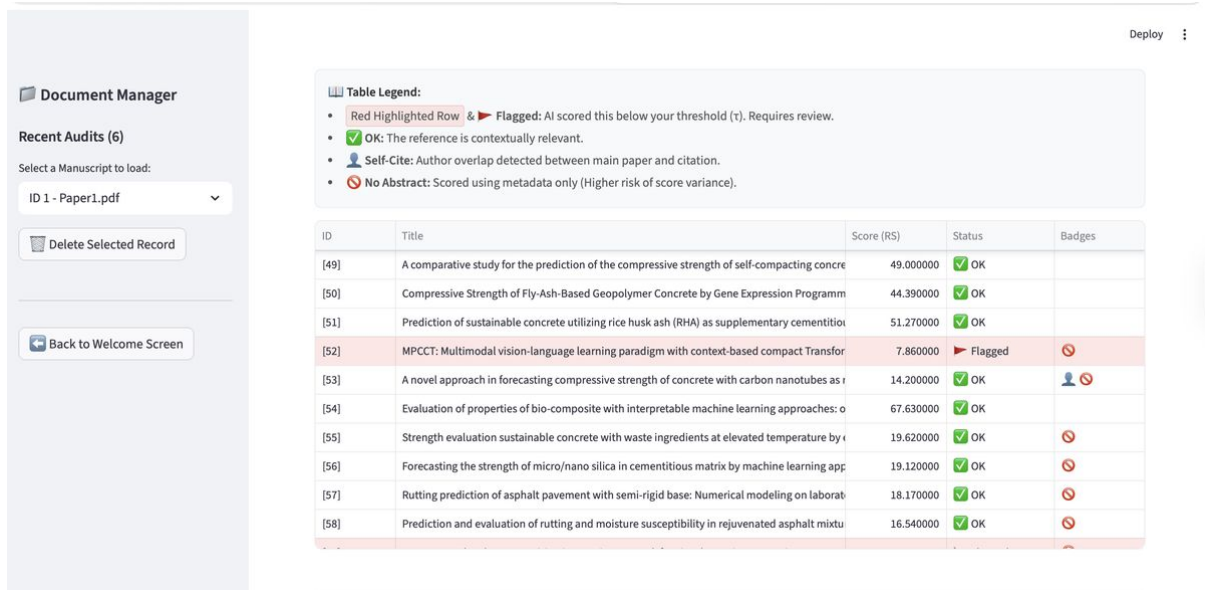 Deploy
Document Manager
Recent Audits (6)
Select a Manuscript to load:
ID 1 - Paper1.pdf
Delete Selected Record
Back to Welcome Screen
Table Legend:
Red Highlighted Row & Flagged: AI scored this below your threshold (τ). Requires review.
OK: The reference is contextually relevant.
Self-Cite: Author overlap detected between main paper and citation.
No Abstract: Scored using metadata only (Higher risk of score variance).
ID Title Score (RS) Status Badges
[49] A comparative study for the prediction of the compressive strength of self-compacting concre 49.000000 OK
[50] Compressive Strength of Fly-Ash-Based Geopolymer Concrete by Gene Expression Programm 44.390000 OK
[51] Prediction of sustainable concrete utilizing rice husk ash (RHA) as supplementary cementitiou 51.270000 OK
[52] MPCCT: Multimodal vision-language learning paradigm with context-based compact Transfor 7.860000 Flagged
[53] A novel approach in forecasting compressive strength of concrete with carbon nanotubes as 14.200000 OK
[54] Evaluation of properties of bio-composite with interpretable machine learning approaches: o 67.630000 OK
[55] Strength evaluation sustainable concrete with waste ingredients at elevated temperature by 19.620000 OK
[56] Forecasting the strength of micro/nano silica in cementitious matrix by machine learning app 19.120000 OK
[57] Rutting prediction of asphalt pavement with semi-rigid base: Numerical modeling on laborat 18.170000 OK
[58] Prediction and evaluation of rutting and moisture susceptibility in rejuvenated asphalt mixtu 16.540000 OK